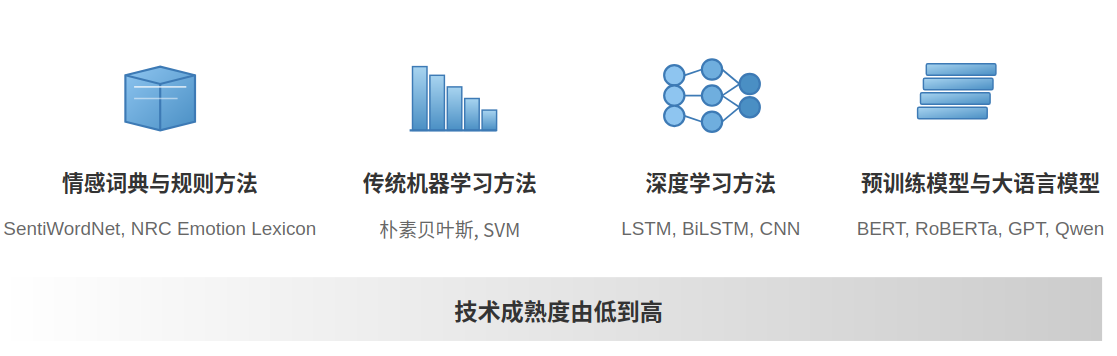 情感词典与规则方法
SentiWordNet, NRC Emotion Lexicon
传统机器学习方法
朴素贝叶斯, SVM
深度学习方法
LSTM, BiLSTM, CNN
预训练模型与大语言模型
BERT, RoBERTa, GPT, Qwen
技术成熟度由低到高